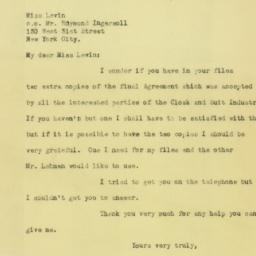 Miss Levin
c.o. Mr. Raymond Ingersoll
130 West 31st Street
New York City.
My dear Miss Levin:
I wonder if you have in your files
two extra copies of the final Agreement which was accepted
by all the interested parties of the Cloak and Suit Industry
If you haven't but one I shall have to be satisfied with th
but if it is possible to have the two copies I should be
very grateful. One I need for my files and the other
Mr. Lehman would like to use.
I tried to get you on the telephone but
I couldn't get you to answer.
Thank you very much for any help you can
give me.
Yours very truly,